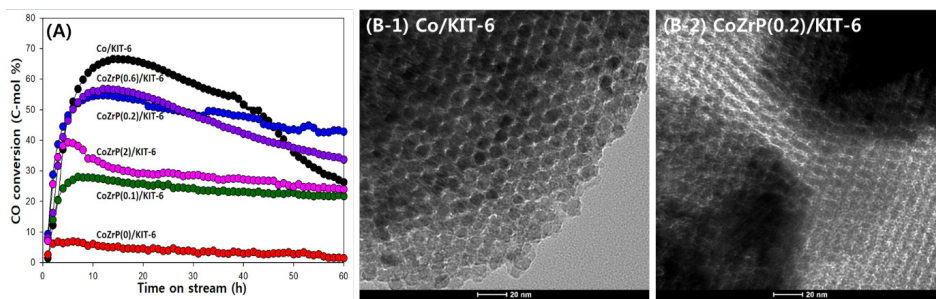 (A)
CO conversion (C-mol %)
80
70
60
50
40
30
20
10
0
Co/KIT-6
CoZrP(0.6)/KIT-6
CoZrP(0.2)/KIT-6
CoZrP(2)/KIT-6
CoZrP(0.1)/KIT-6
CoZrP(0)/KIT-6
0 10 20 30 40 50 60
Time on stream (h)
(B-1) Co/KIT-6
20 nm
(B-2) CoZrP(0.2)/KIT-6
20 nm